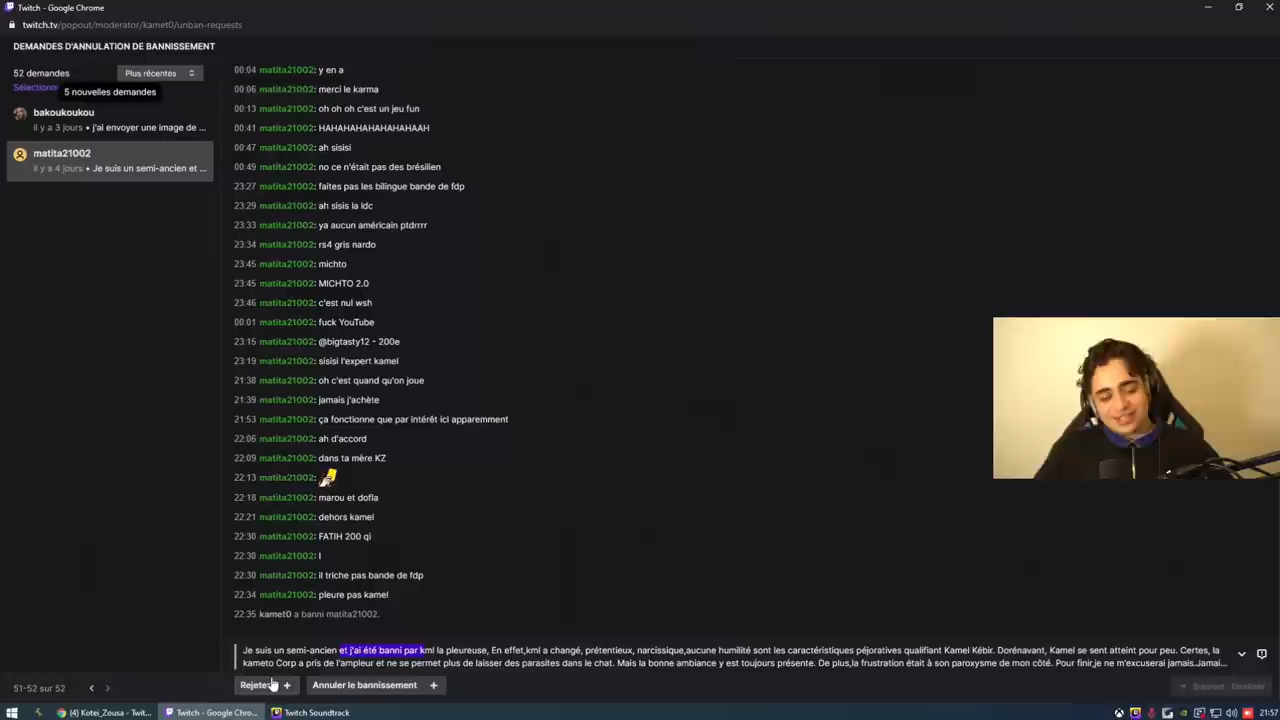 Twitch - Google Chrome
twitch.tv/popout/moderator/kamet0/unban-requests
DEMANDES D'ANNULATION DE BANNISSEMENT
52 demandes
Plus récentes
Sélectionn
5 nouvelles demandes
bakoukoukou
Il y a 3 jours • j'ai envoyer une image de ...
matita21002
Il y a 4 jours • Je suis un semi-ancien et ...
00:04 matita21002: y en a
00:06 matita21002: merci le karma
00:13 matita21002: oh oh oh c'est un jeu fun
00:41 matita21002: HAHAHAHAHAHAHAAH
00:47 matita21002: ah sisisi
00:49 matita21002: no ce n'était pas des brésilien
23:27 matita21002: faites pas les bilingue bande de fdp
23:29 matita21002: ah sisis la ldc
23:33 matita21002: ya aucun américain ptdrrrr
23:34 matita21002: rs4 gris nardo
23:45 matita21002: michto
23:45 matita21002: MICHTO 2.0
23:46 matita21002: c'est nul wsh
00:01 matita21002: fuck YouTube
23:15 matita21002: @bigtasty12 - 200e
23:19 matita21002: sisisi l'expert kamel
21:38 matita21002: oh c'est quand qu'on joue
21:39 matita21002: jamais j'achète
21:53 matita21002: ça fonctionne que par intérêt ici apparemment
22:06 matita21002: ah d'accord
22:09 matita21002: dans ta mère KZ
22:13 matita21002:
22:18 matita21002: marou et dofla
22:21 matita21002: dehors kamel
22:30 matita21002: FATIH 200 qi
22:30 matita21002: l
22:30 matita21002: il triche pas bande de fdp
22:34 matita21002: pleure pas kamel
22:35 kamet0 a banni matita21002.
Je suis un semi-ancien et j'ai été banni par kml la pleureuse, En effet,kml a changé, prétentieux, narcissique,aucune humilité sont les caractéristiques péjoratives qualifiant Kamel Kébir. Dorénavant, Kamel se sent atteint pour peu. Certes, la
kameto Corp a pris de l'ampleur et ne se permet plus de laisser des parasites dans le chat. Mais la bonne ambiance y est toujours présente. De plus,la frustration était à son paroxysme de mon côté. Pour finir,je ne m'excuserai jamais.Jamai...
51-52 sur 52
Rejeter +
Annuler le bannissement +
(4) Kotei_Zousa - Twit...
Twitch - Google Chro...
Twitch Soundtrack
21:57